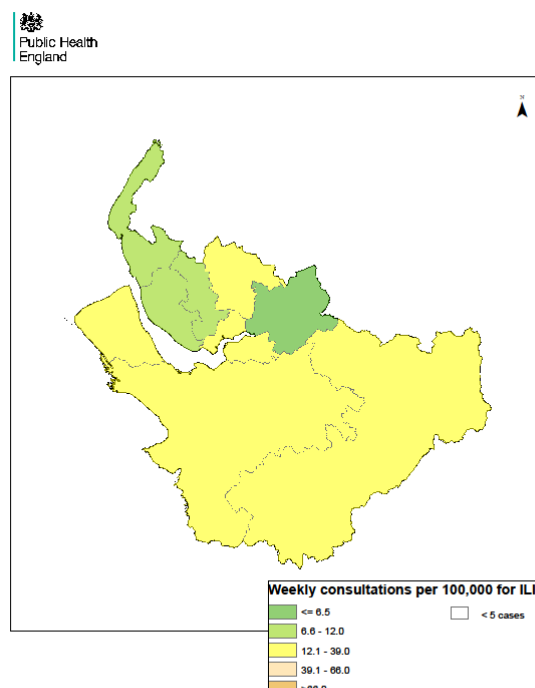 Public Health
England
N
Weekly consultations per 100,000 for ILI
<= 6.5
< 5 cases
6.6 - 12.0
12.1 - 39.0
39.1 - 66.0